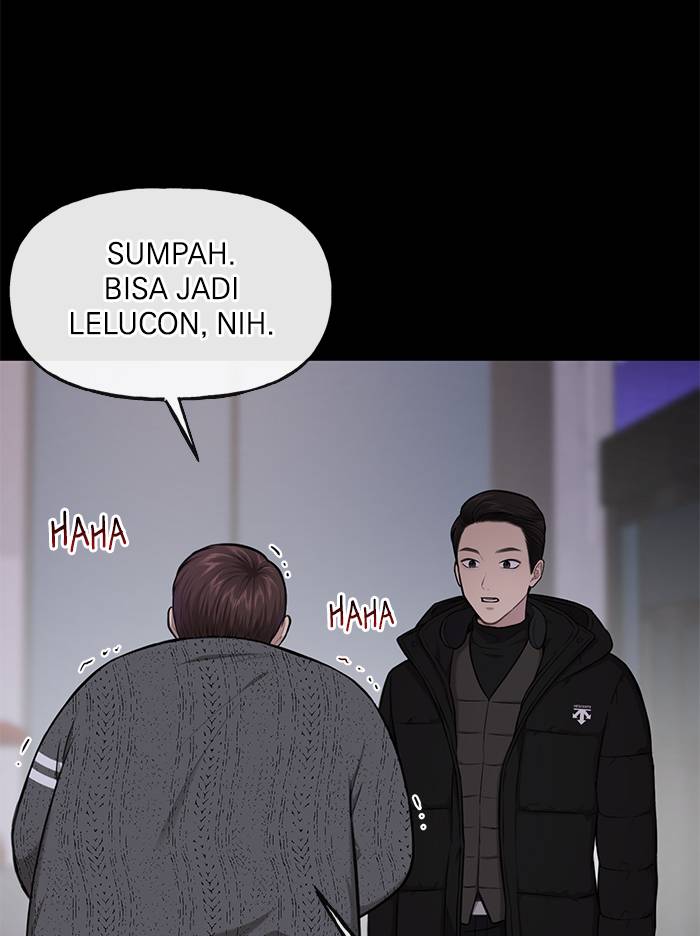 SUMPAH.
BISA JADI
LELUCON, NIH.
HAHA
HAHA